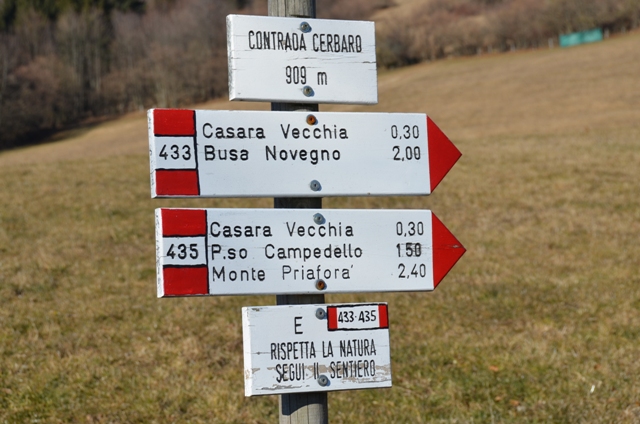 CONTRADA CERBARO
909 m
433 Casara Vecchia 0,30
Busa Novegno 2,00
435 Casara Vecchia 0,30
P.so Campedello 1,50
Monte Priaforà 2,40
E 433-435
RISPETTA LA NATURA
SEGUI IL SENTIERO